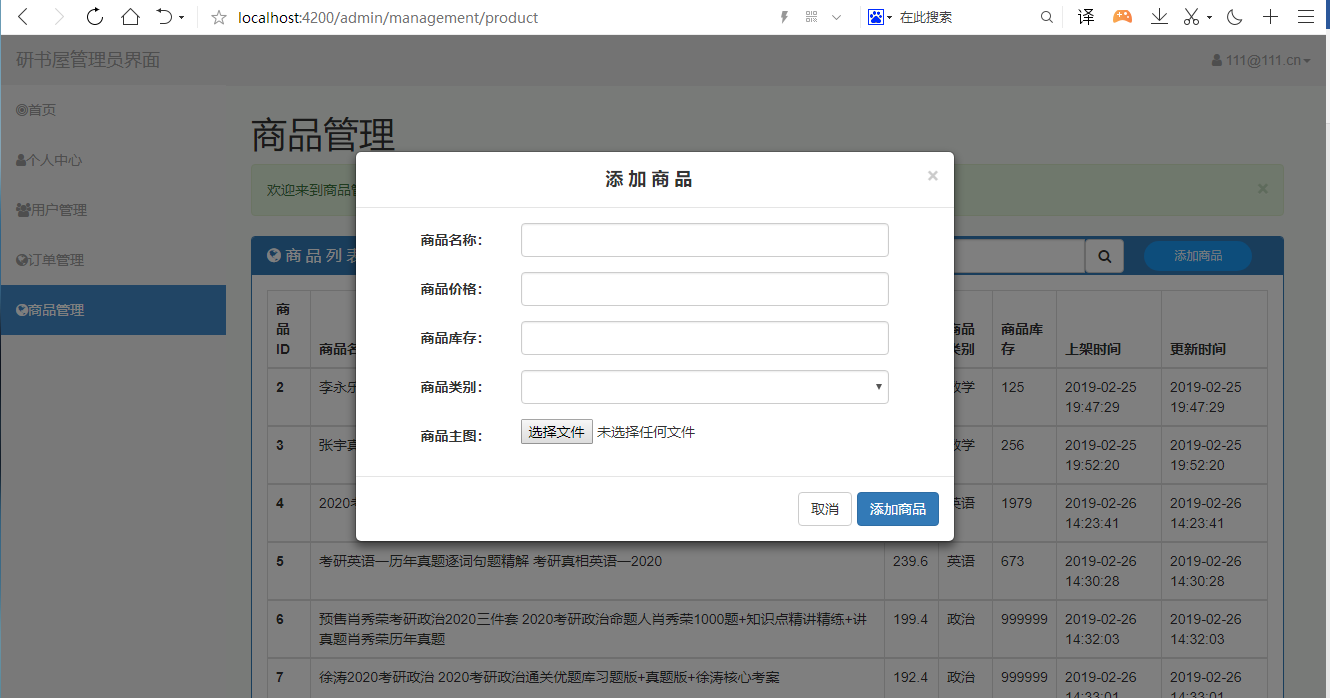 localhost:4200/admin/management/product
在此搜索
译
研书屋管理员界面
111@111.cn
首页
个人中心
用户管理
订单管理
商品管理
商品管理
欢迎来到商品
×
商品列表
添加商品
添加商品
×
商品名称：
商品价格：
商品库存：
商品类别：
商品主图：
选择文件 未选择任何文件
取消
添加商品
商品ID 商品 商品类别 商品库存 上架时间 更新时间
2 李永乐 数学 125 2019-02-25 19:47:29 2019-02-25 19:47:29
3 张宇真 数学 256 2019-02-25 19:52:20 2019-02-25 19:52:20
4 2020 英语 1979 2019-02-26 14:23:41 2019-02-26 14:23:41
5 考研英语一历年真题逐词句题精解 考研真相英语一2020 239.6 英语 673 2019-02-26 14:30:28 2019-02-26 14:30:28
6 预售肖秀荣考研政治2020三件套 2020考研政治命题人肖秀荣1000题+知识点精讲精练+讲真题肖秀荣历年真题 199.4 政治 999999 2019-02-26 14:32:03 2019-02-26 14:32:03
7 徐涛2020考研政治 2020考研政治通关优题库习题版+真题版+徐涛核心考案 192.4 政治 999999 2019-02-26 14:33:01 2019-02-26 14:33:01